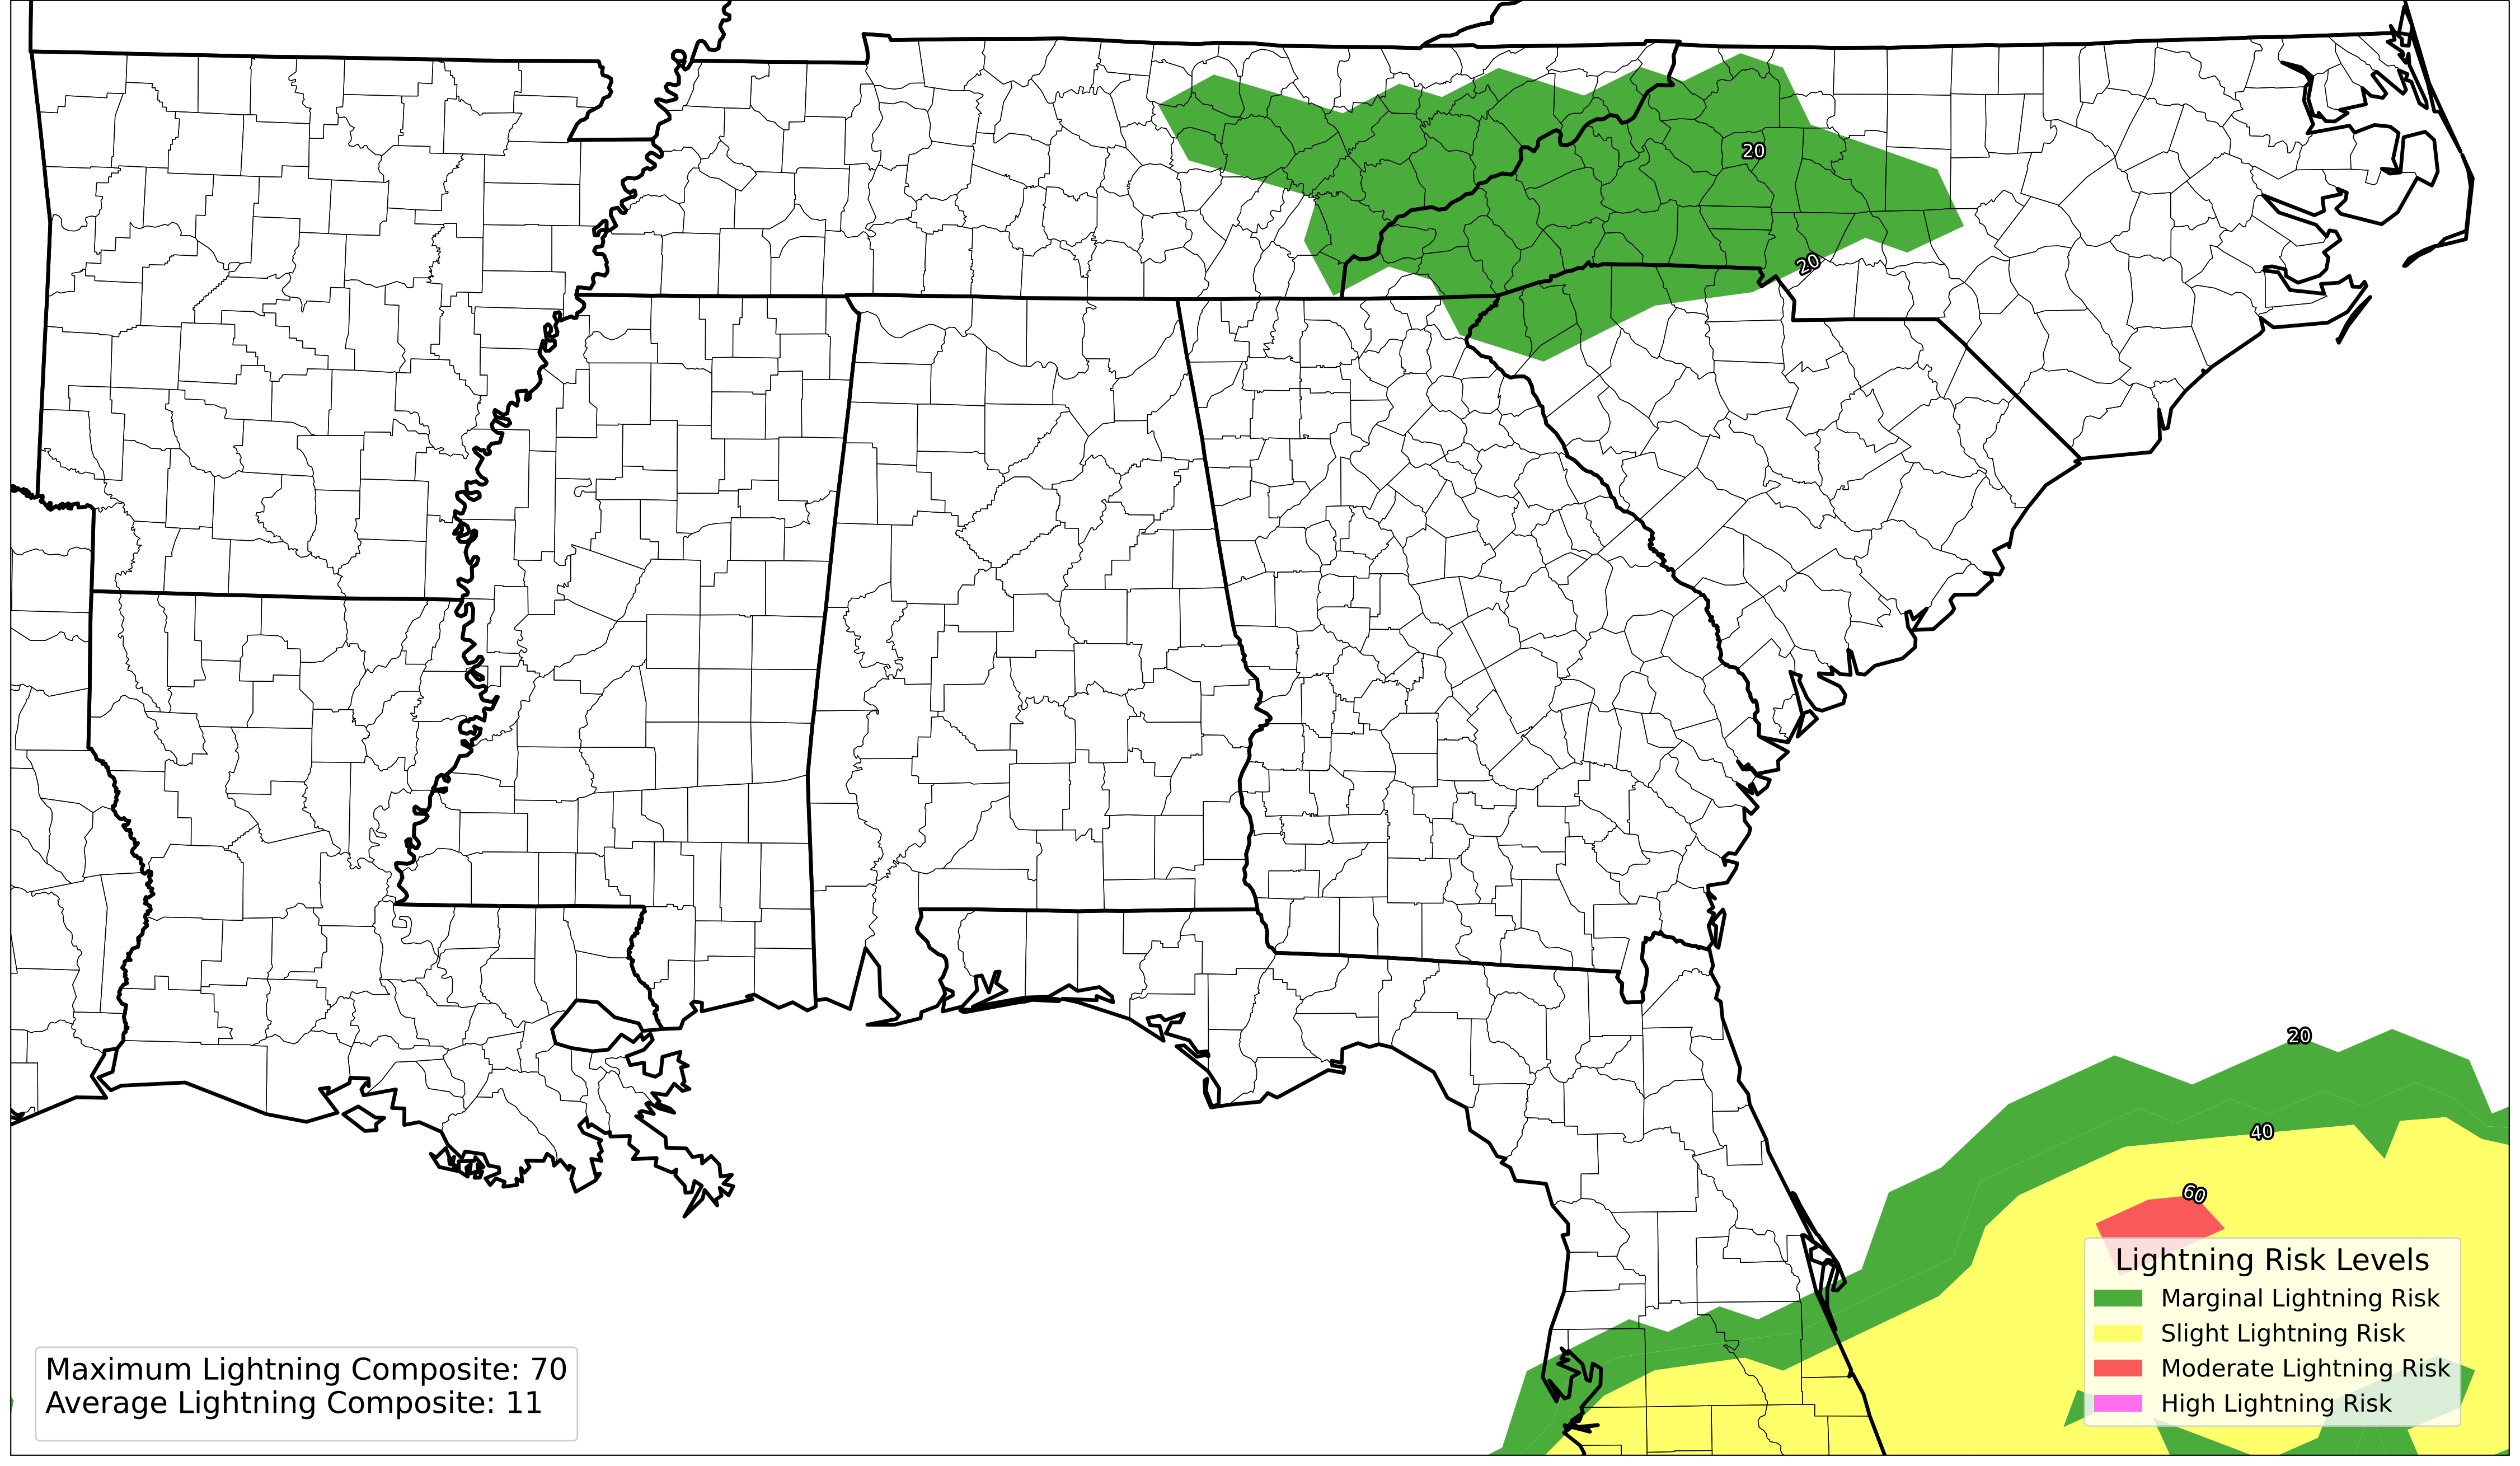 20
20
20
40
60
Lightning Risk Levels
Marginal Lightning Risk
Slight Lightning Risk
Moderate Lightning Risk
High Lightning Risk
Maximum Lightning Composite: 70
Average Lightning Composite: 11